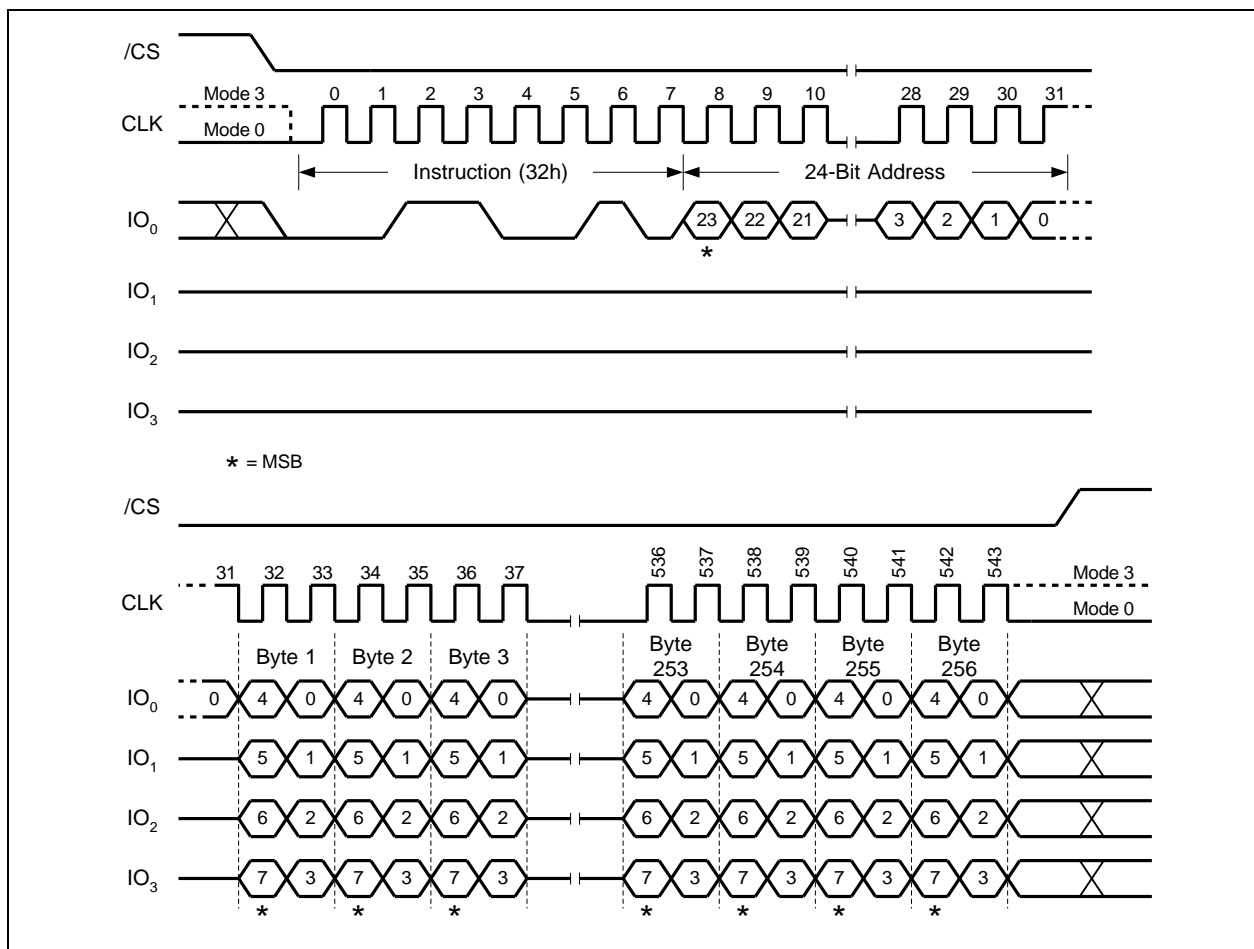 /CS
Mode 3
0 1 2 3 4 5 6 7 8 9 10 28 29 30 31
CLK
Mode 0
Instruction (32h) 24-Bit Address
IO0 23 22 21 3 2 1 0
*
IO1
IO2
IO3
* = MSB
/CS
31 32 33 34 35 36 37 536 537 538 539 540 541 542 543
Mode 3
CLK
Mode 0
Byte 1 Byte 2 Byte 3 Byte 253 Byte 254 Byte 255 Byte 256
IO0 0 4 0 4 0 4 0 4 0 4 0 4 0 4 0
IO1 5 1 5 1 5 1 5 1 5 1 5 1 5 1
IO2 6 2 6 2 6 2 6 2 6 2 6 2 6 2
IO3 7 3 7 3 7 3 7 3 7 3 7 3 7 3
* * * * * * *